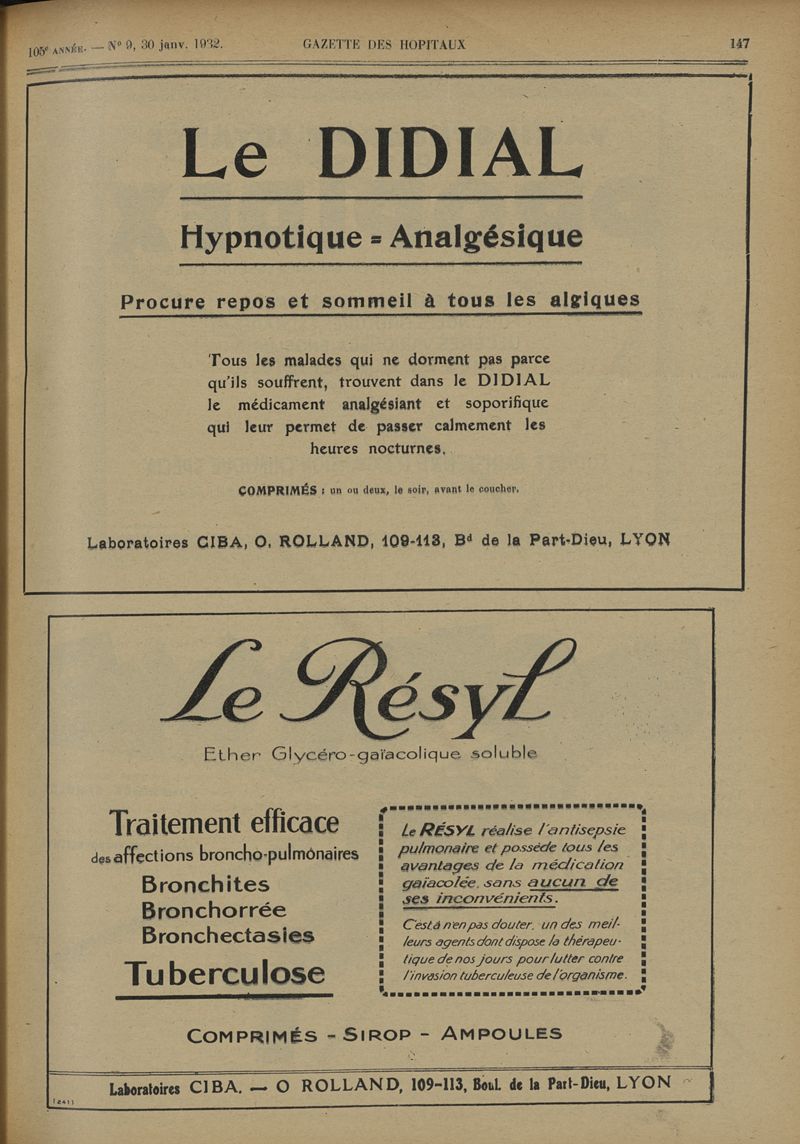 105e ANNÉE. — No 9, 30 janv. 1932. GAZETTE DES HOPITAUX 147
Le DIDIAL
Hypnotique = Analgésique
Procure repos et sommeil à tous les algiques
Tous les malades qui ne dorment pas parce
qu'ils souffrent, trouvent dans le DIDIAL
le médicament analgésiant et soporifique
qui leur permet de passer calmement les
heures nocturnes.
COMPRIMÉS : un ou deux, le soir, avant le coucher.
Laboratoires CIBA, O. ROLLAND, 109-113, Bd de la Part-Dieu, LYON
Le Résyl
Ether Glycéro-gaïacolique soluble
Traitement efficace
des affections broncho-pulmonaires
Bronchites
Bronchorrée
Bronchectasies
Tuberculose
Le RÉSYL réalise l'antisepsie
pulmonaire et possède tous les
avantages de la médication
gaïacolée, sans aucun de
ses inconvénients.
C'est à n'en pas douter, un des meil-
leurs agents dont dispose la thérapeu-
tique de nos jours pour lutter contre
l'invasion tuberculeuse de l'organisme.
COMPRIMÉS - SIROP - AMPOULES
Laboratoires CIBA. — O ROLLAND, 109-113, Boul. de la Part-Dieu, LYON
(241)